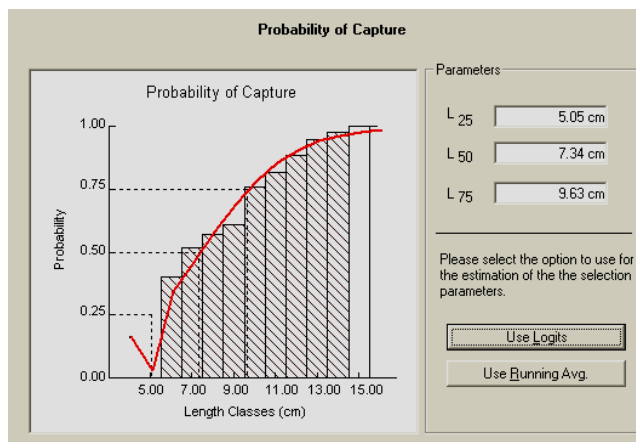 Probability of Capture
Parameters
Probability of Capture
1.00
0.75
0.50
0.25
0.00
Probability
5.00 7.00 9.00 11.00 13.00 15.00
Length Classes (cm)
L 25 5.05 cm
L 50 7.34 cm
L 75 9.63 cm
Please select the option to use for
the estimation of the the selection
parameters.
Use Logits
Use Running Avg.